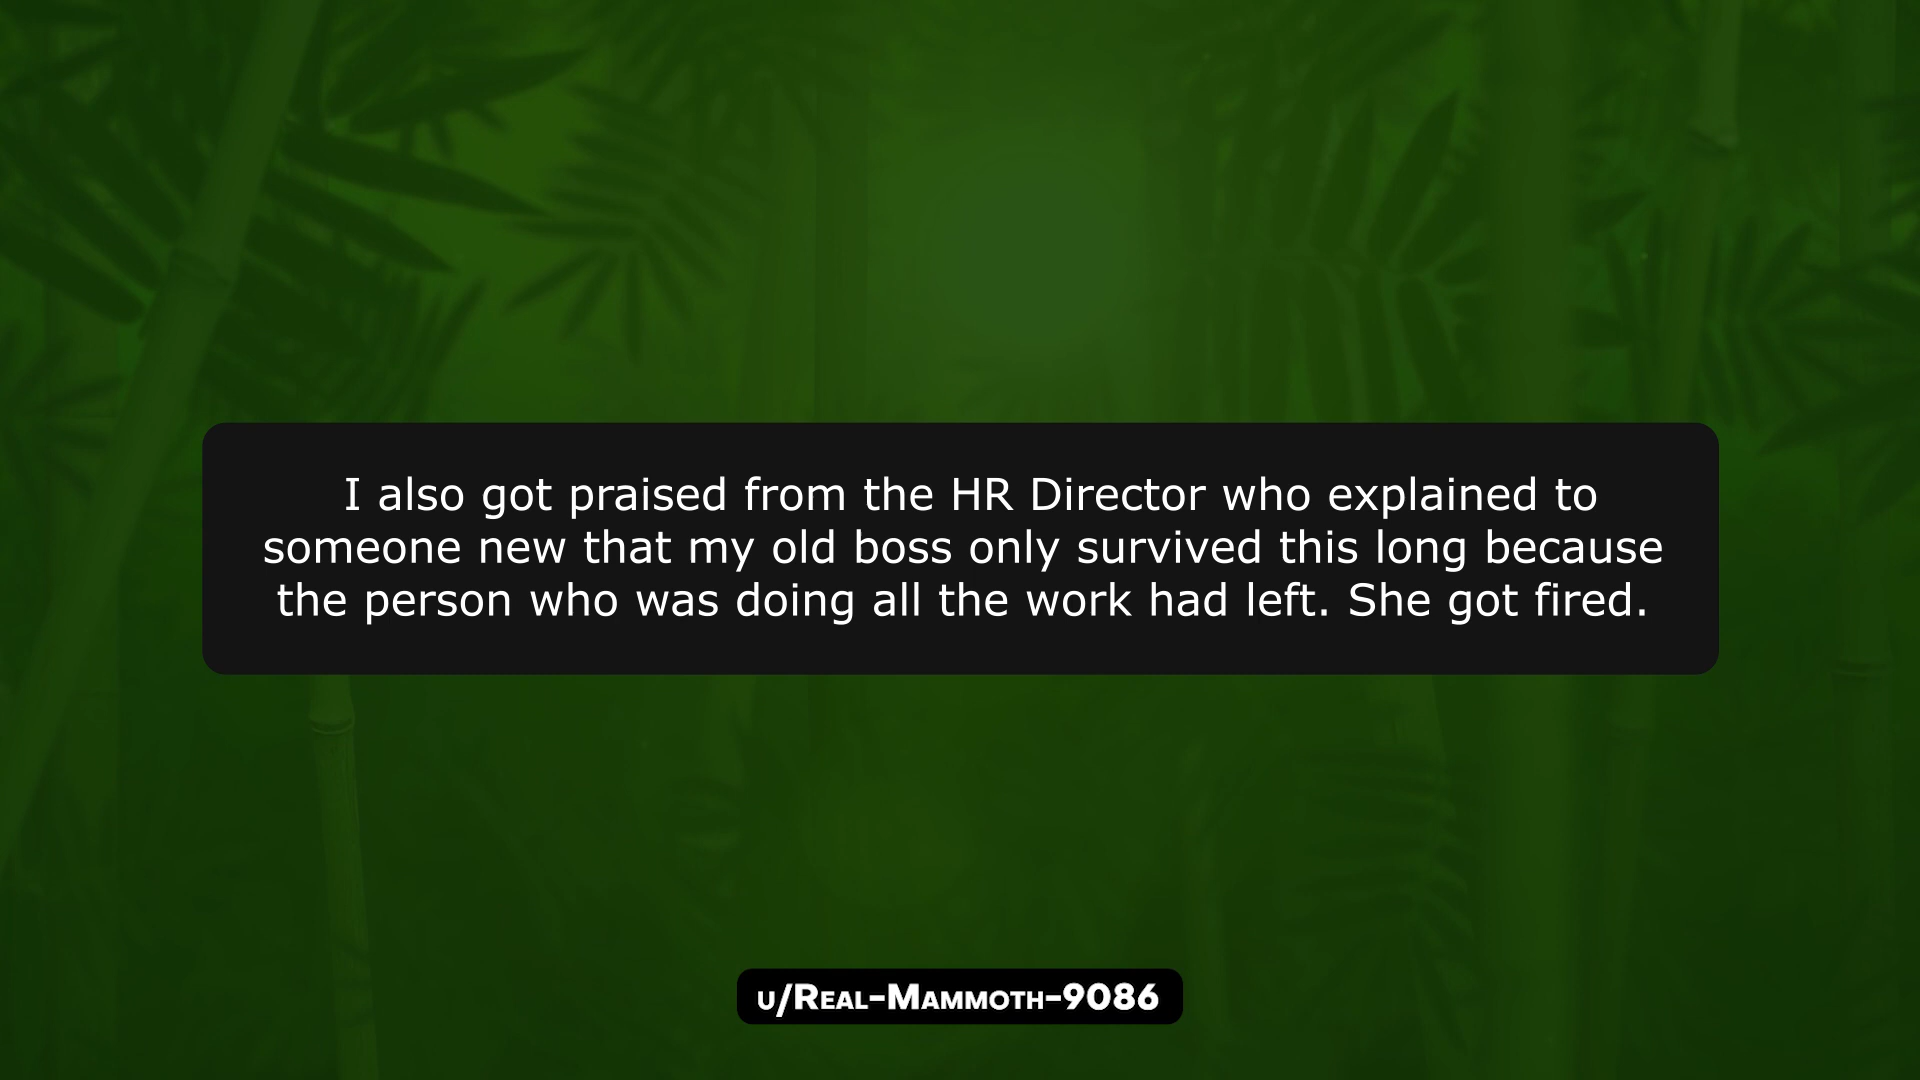 I also got praised from the HR Director who explained to
someone new that my old boss only survived this long because
the person who was doing all the work had left. She got fired.
u/Real-Mammoth-9086